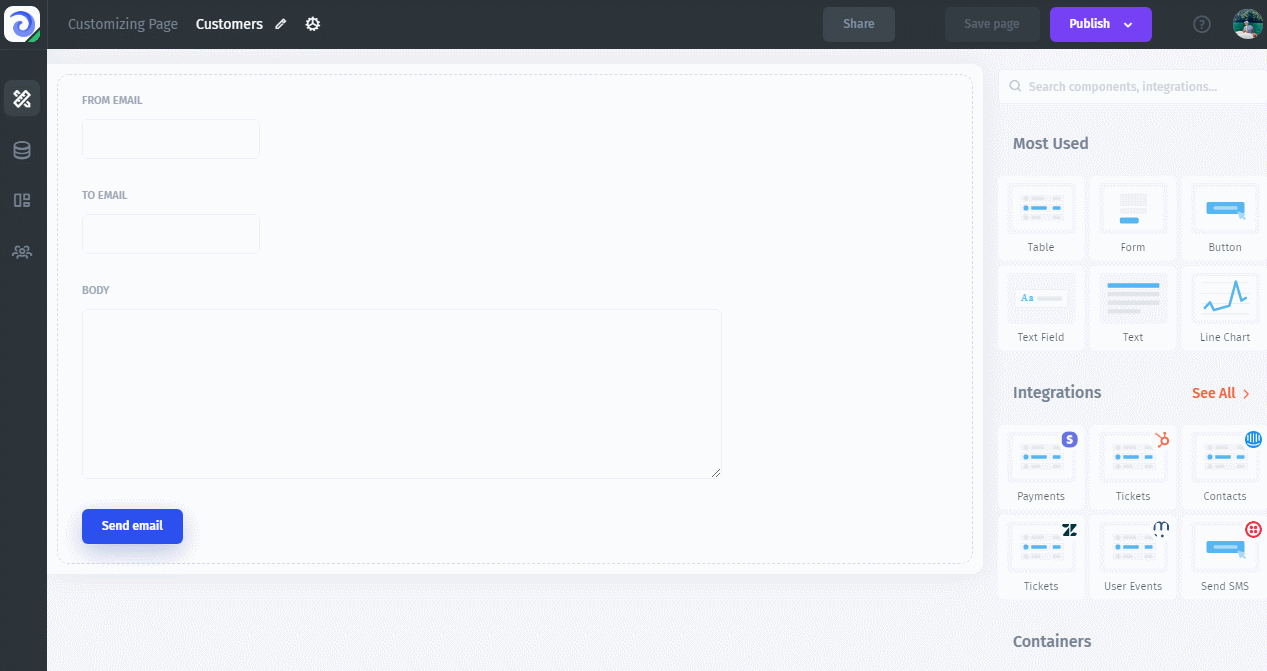 Customizing Page Customers Share Save page Publish ?
Search components, integrations...
FROM EMAIL
TO EMAIL
BODY
Send email
Most Used
Table Form Button
Aa
Text Field Text Line Chart
Integrations See All
S
Payments Tickets Contacts
Tickets User Events Send SMS
Containers